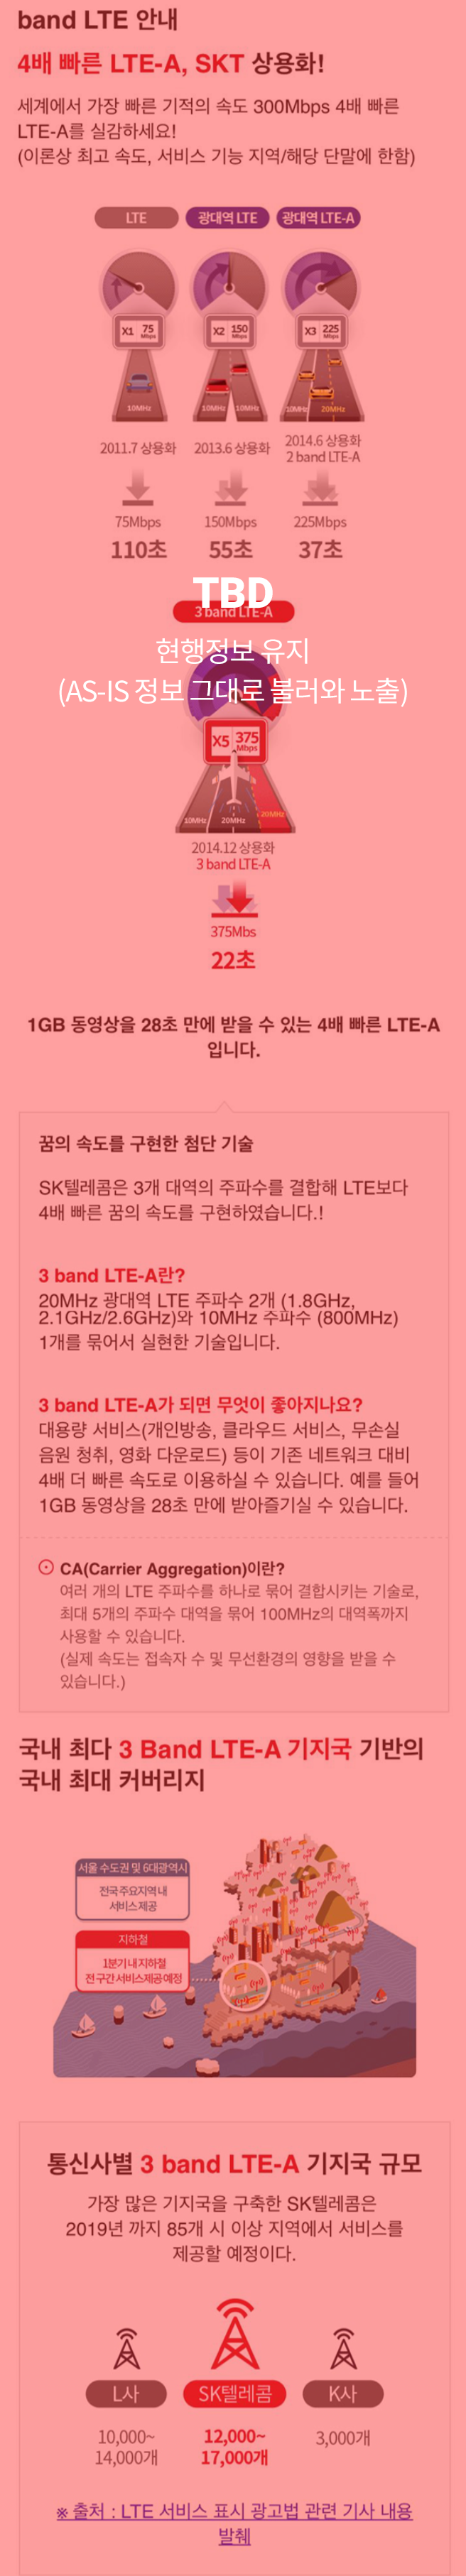 band LTE 안내
4배 빠른 LTE-A, SKT 상용화!
세계에서 가장 빠른 기적의 속도 300Mbps 4배 빠른
LTE-A를 실감하세요!
(이론상 최고 속도, 서비스 기능 지역/해당 단말에 한함)
LTE 광대역 LTE 광대역 LTE-A
X1 75 Mbps X2 150 Mbps X3 225 Mbps
10MHz 10MHz 10MHz 10MHz 20MHz
2011.7 상용화 2013.6 상용화 2014.6 상용화
2 band LTE-A
75Mbps 150Mbps 225Mbps
110초 55초 37초
TBD
3 band LTE-A
현행정보 유지
(AS-IS 정보 그대로 불러와 노출)
X5 375 Mbps
10MHz 20MHz 20MHz
2014.12 상용화
3 band LTE-A
375Mbs
22초
1GB 동영상을 28초 만에 받을 수 있는 4배 빠른 LTE-A
입니다.
꿈의 속도를 구현한 첨단 기술
SK텔레콤은 3개 대역의 주파수를 결합해 LTE보다
4배 빠른 꿈의 속도를 구현하였습니다.!
3 band LTE-A란?
20MHz 광대역 LTE 주파수 2개 (1.8GHz,
2.1GHz/2.6GHz)와 10MHz 주파수 (800MHz)
1개를 묶어서 실현한 기술입니다.
3 band LTE-A가 되면 무엇이 좋아지나요?
대용량 서비스(개인방송, 클라우드 서비스, 무손실
음원 청취, 영화 다운로드) 등이 기존 네트워크 대비
4배 더 빠른 속도로 이용하실 수 있습니다. 예를 들어
1GB 동영상을 28초 만에 받아즐기실 수 있습니다.
CA(Carrier Aggregation)이란?
여러 개의 LTE 주파수를 하나로 묶어 결합시키는 기술로,
최대 5개의 주파수 대역을 묶어 100MHz의 대역폭까지
사용할 수 있습니다.
(실제 속도는 접속자 수 및 무선환경의 영향을 받을 수
있습니다.)
국내 최다 3 Band LTE-A 기지국 기반의
국내 최대 커버리지
서울 수도권 및 6대광역시
전국 주요지역 내
서비스 제공
지하철
1분기 내 지하철
전 구간 서비스제공 예정
통신사별 3 band LTE-A 기지국 규모
가장 많은 기지국을 구축한 SK텔레콤은
2019년 까지 85개 시 이상 지역에서 서비스를
제공할 예정이다.
L사 SK텔레콤 K사
10,000~ 12,000~ 3,000개
14,000개 17,000개
※ 출처 : LTE 서비스 표시 광고법 관련 기사 내용
발췌